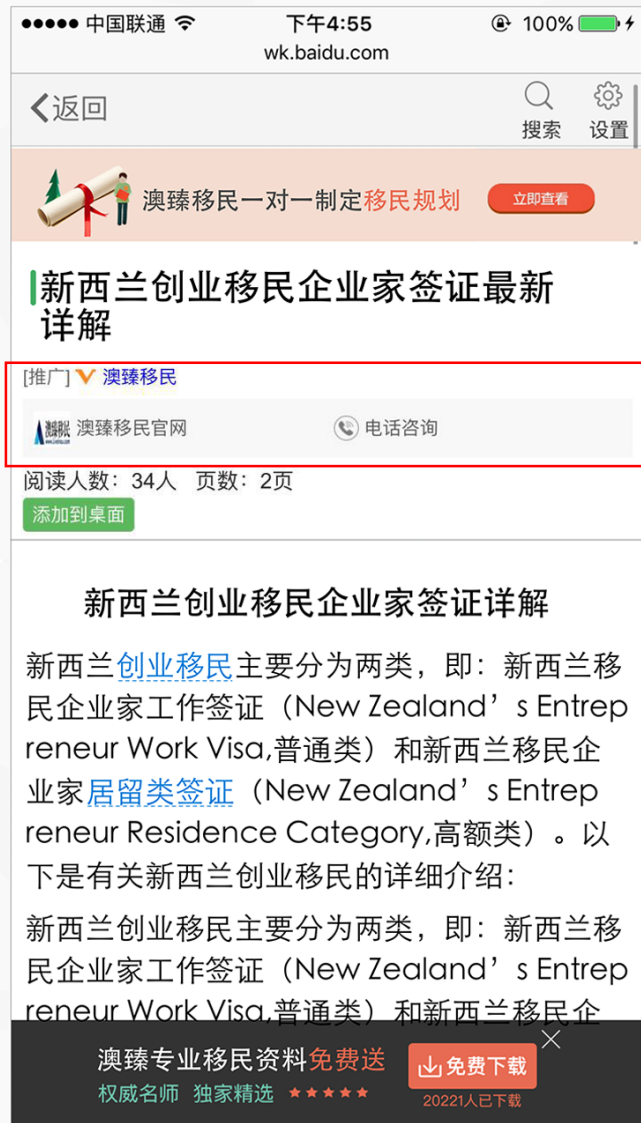 中国联通 下午4:55 100%
wk.baidu.com
返回
搜索 设置
澳臻移民一对一制定移民规划 立即查看
新西兰创业移民企业家签证最新
详解
[推广] 澳臻移民
澳臻移民官网 电话咨询
阅读人数：34人 页数：2页
添加到桌面
新西兰创业移民企业家签证详解
新西兰创业移民主要分为两类，即：新西兰移
民企业家工作签证（New Zealand’s Entrep
reneur Work Visa,普通类）和新西兰移民企
业家居留类签证（New Zealand’s Entrep
reneur Residence Category,高额类）。以
下是有关新西兰创业移民的详细介绍：
新西兰创业移民主要分为两类，即：新西兰移
民企业家工作签证（New Zealand’s Entrep
reneur Work Visa,普通类）和新西兰移民企
澳臻专业移民资料免费送 免费下载
权威名师 独家精选 20221人已下载